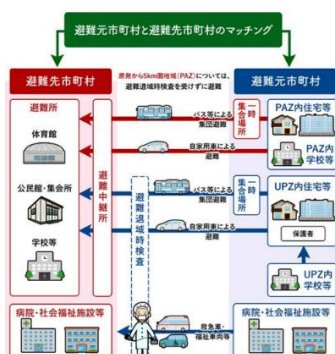 避難元市町村と避難先市町村のマッチング
避難先市町村
原発から5km圏地域(PAZ)については、
避難退域時検査を受けずに避難
避難元市町村
避難所
体育館
公民館・集会所
学校等
避難中継所
避難退域時検査
バス等による
集団避難
一時
集合場所
PAZ内住宅等
自家用車による
避難
PAZ内
学校等
バス等による
集団避難
一時
集合場所
UPZ内住宅等
自家用車による
避難
保護者
UPZ内
学校等
病院・社会福祉施設等
救急車・
福祉車両等
病院・社会福祉施設等